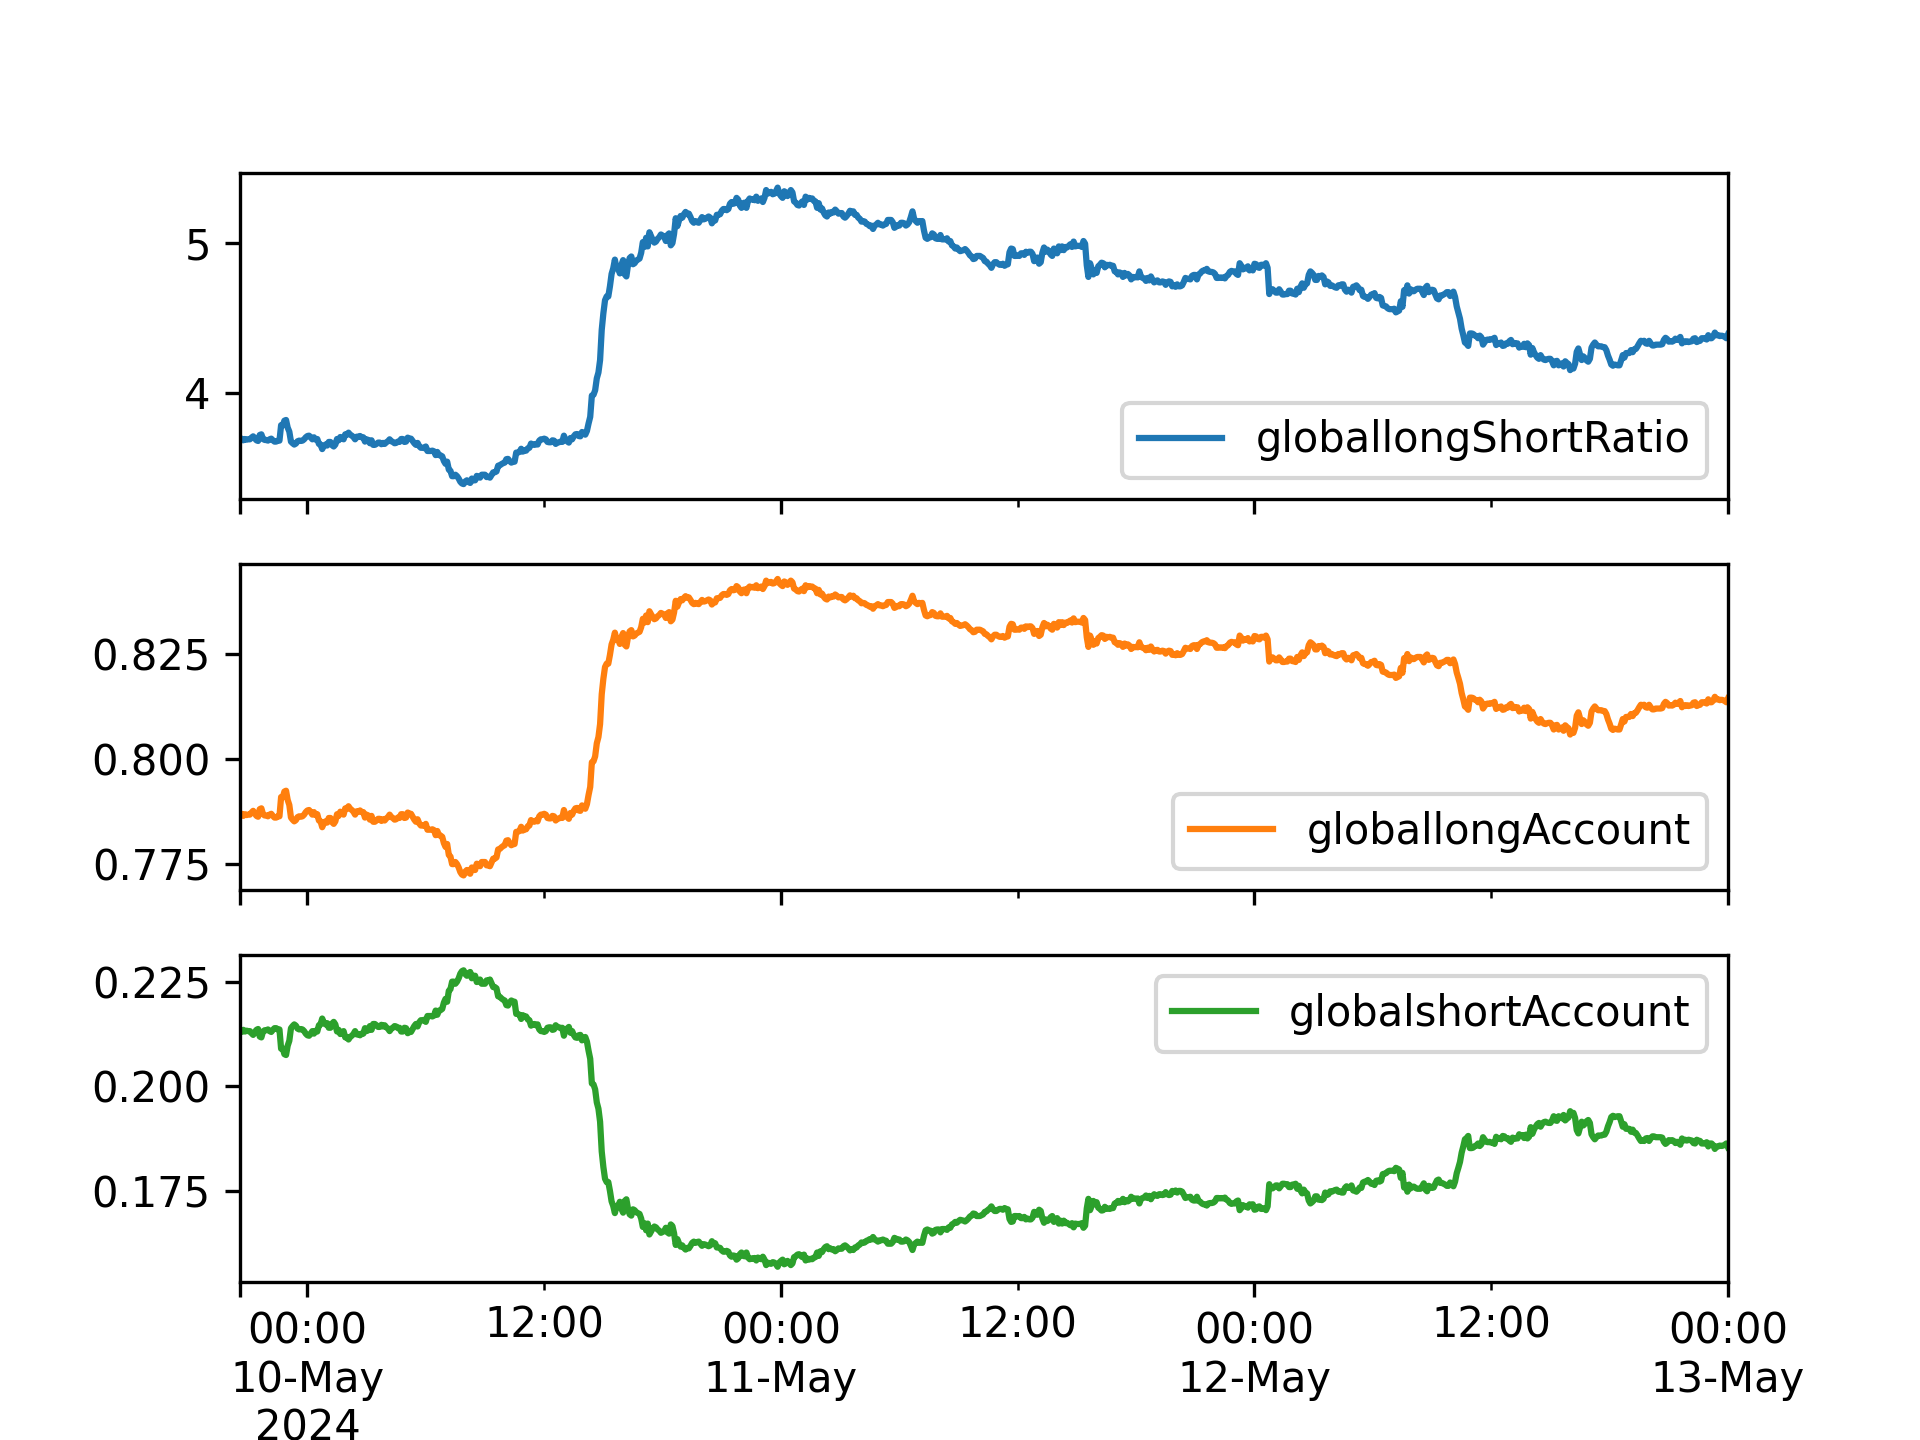 5
4
globallongShortRatio
0.825
0.800
0.775
globallongAccount
0.225
0.200
0.175
globalshortAccount
00:00 12:00 00:00 12:00 00:00 12:00 00:00
10-May 11-May 12-May 13-May
2024